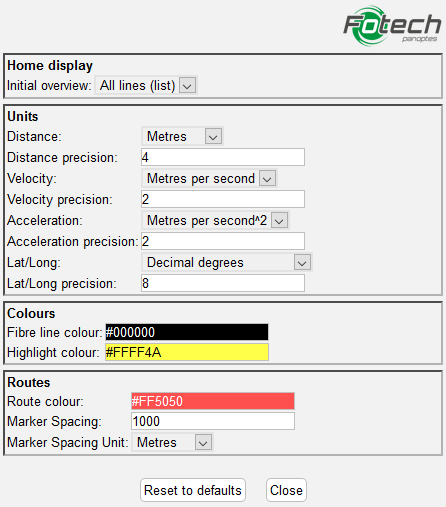 Fotech
panoptes
Home display
Initial overview: All lines (list)
Units
Distance: Metres
Distance precision: 4
Velocity: Metres per second
Velocity precision: 2
Acceleration: Metres per second^2
Acceleration precision: 2
Lat/Long: Decimal degrees
Lat/Long precision: 8
Colours
Fibre line colour: #000000
Highlight colour: #FFFF4A
Routes
Route colour: #FF5050
Marker Spacing: 1000
Marker Spacing Unit: Metres
Reset to defaults Close